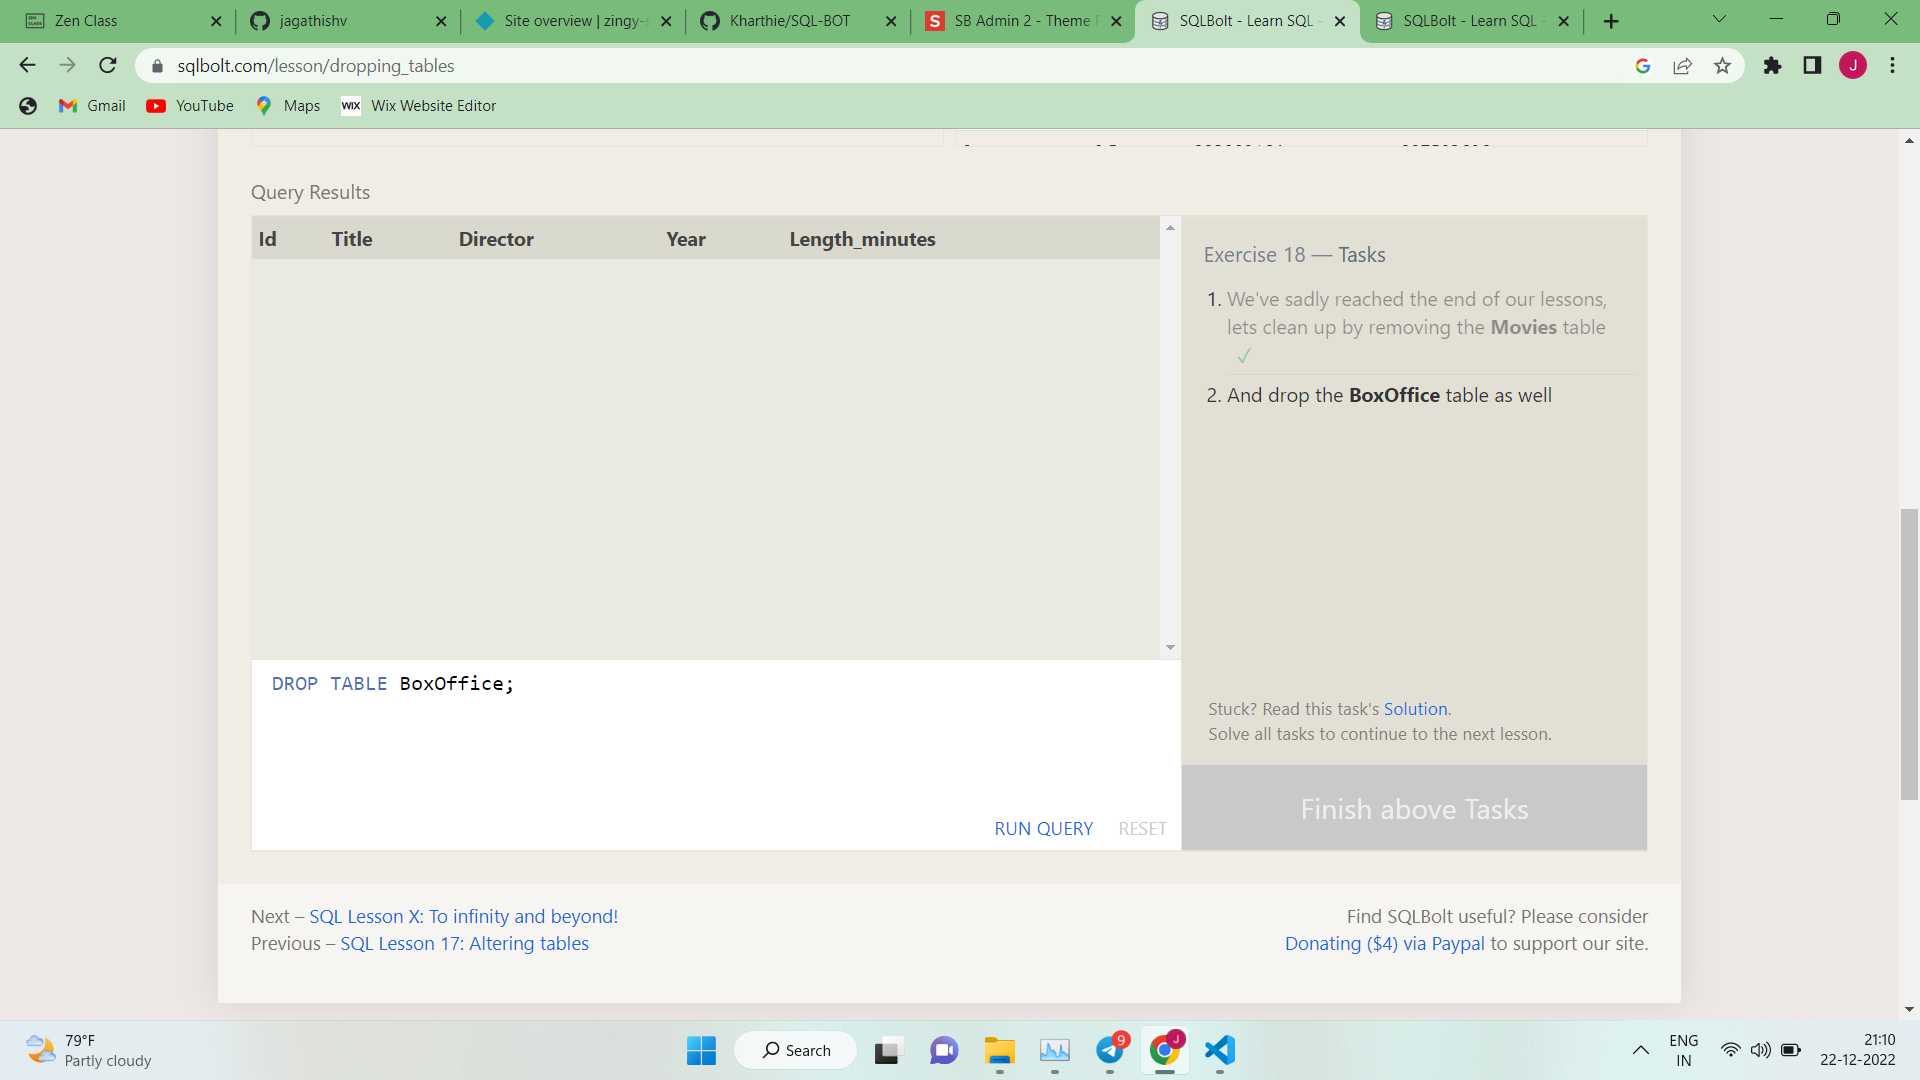 Zen Class
jagathishv
Site overview | zingy-s
Kharthie/SQL-BOT
SB Admin 2 - Theme P
SQLBolt - Learn SQL -
SQLBolt - Learn SQL -
sqlbolt.com/lesson/dropping_tables
J
Gmail
YouTube
Maps
WIX
Wix Website Editor
Query Results
Id Title Director Year Length_minutes
Exercise 18 — Tasks
1. We've sadly reached the end of our lessons,
lets clean up by removing the Movies table
✓
2. And drop the BoxOffice table as well
DROP TABLE BoxOffice;
Stuck? Read this task's Solution.
Solve all tasks to continue to the next lesson.
RUN QUERY RESET
Finish above Tasks
Next – SQL Lesson X: To infinity and beyond!
Previous – SQL Lesson 17: Altering tables
Find SQLBolt useful? Please consider
Donating ($4) via Paypal to support our site.
79°F
Partly cloudy
Search
9
J
ENG
IN
21:10
22-12-2022